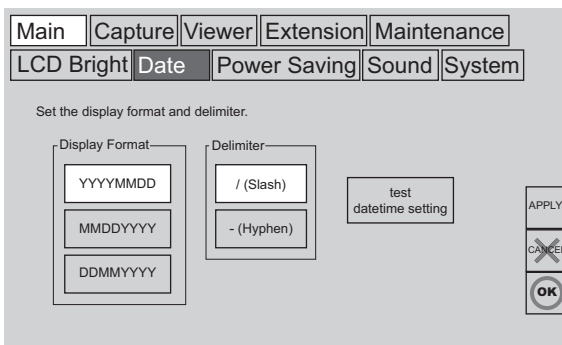 Main Capture Viewer Extension Maintenance
LCD Bright Date Power Saving Sound System
Set the display format and delimiter.
Display Format
YYYYMMDD
MMDDYYYY
DDMMYYYY
Delimiter
/ (Slash)
- (Hyphen)
test
datetime setting
APPLY
CANCEL
OK